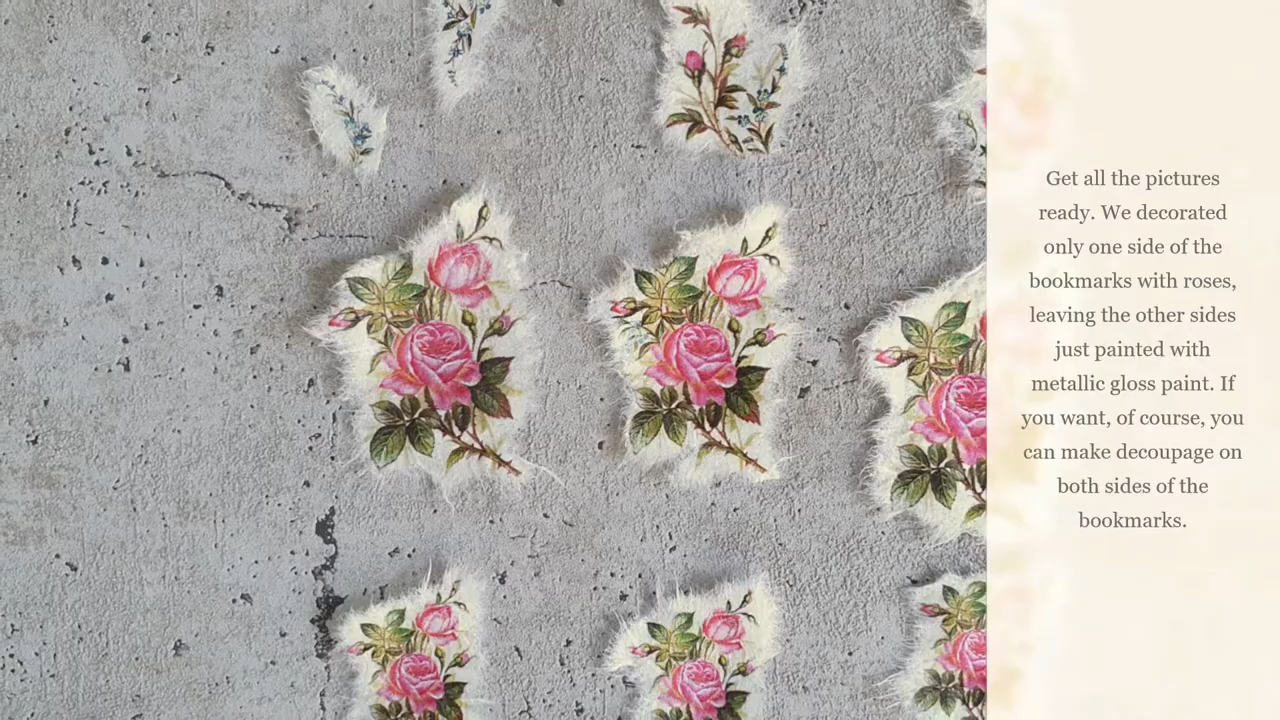 Get all the pictures
ready. We decorated
only one side of the
bookmarks with roses,
leaving the other sides
just painted with
metallic gloss paint. If
you want, of course, you
can make decoupage on
both sides of the
bookmarks.